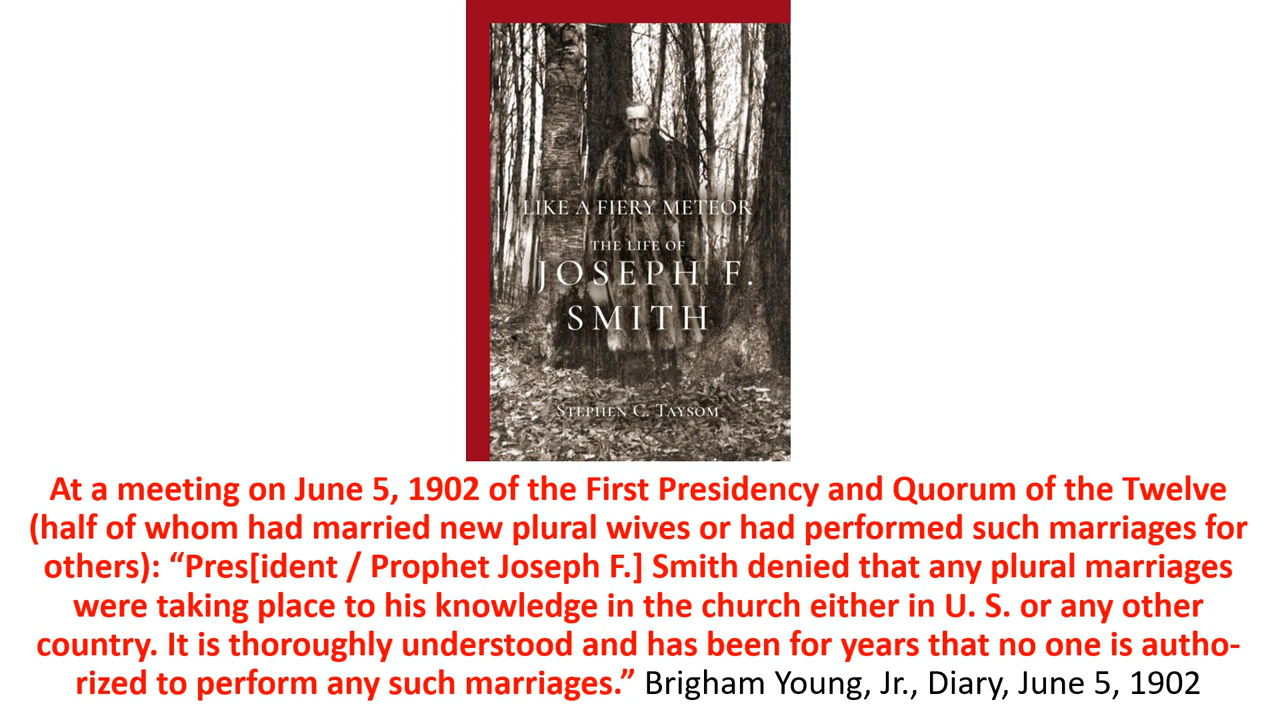 LIKE A FIERY METEOR
THE LIFE OF
JOSEPH F.
SMITH
STEPHEN C. TAYSOM
At a meeting on June 5, 1902 of the First Presidency and Quorum of the Twelve
(half of whom had married new plural wives or had performed such marriages for
others): “Pres[ident / Prophet Joseph F.] Smith denied that any plural marriages
were taking place to his knowledge in the church either in U. S. or any other
country. It is thoroughly understood and has been for years that no one is autho-
rized to perform any such marriages.” Brigham Young, Jr., Diary, June 5, 1902